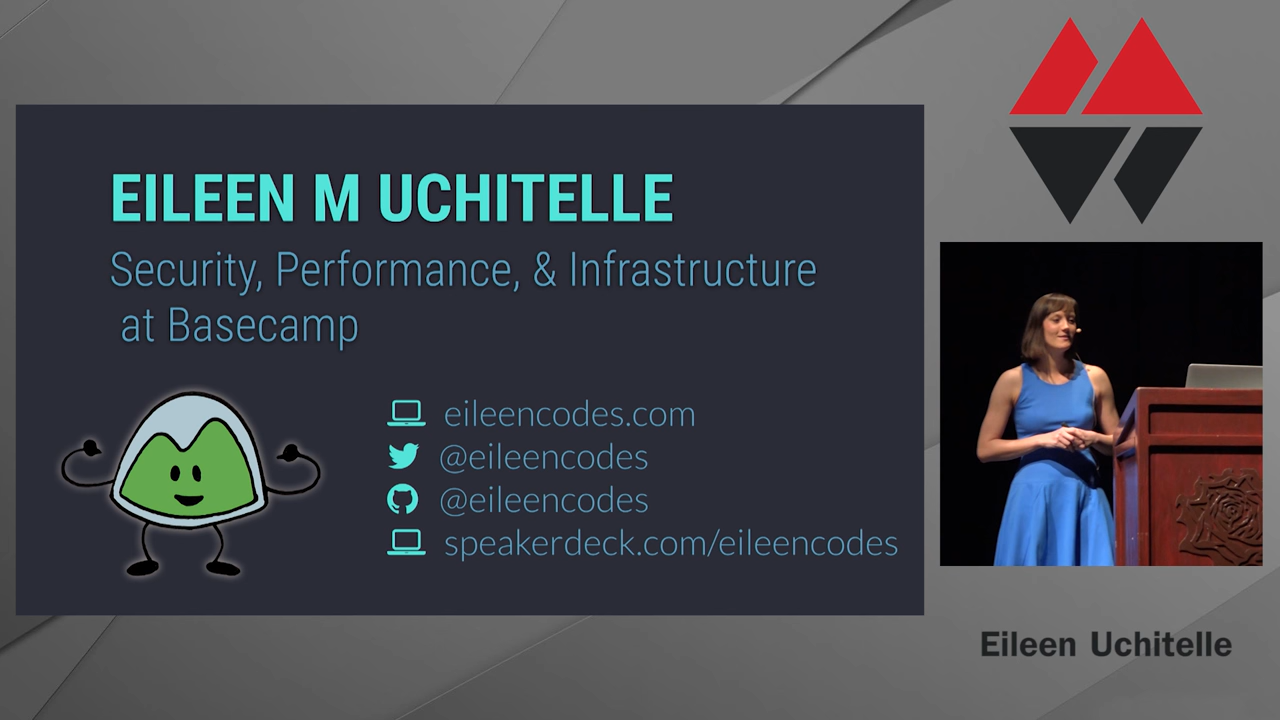 EILEEN M UCHITELLE
Security, Performance, & Infrastructure
at Basecamp
eileencodes.com
@eileencodes
@eileencodes
speakerdeck.com/eileencodes
Eileen Uchitelle